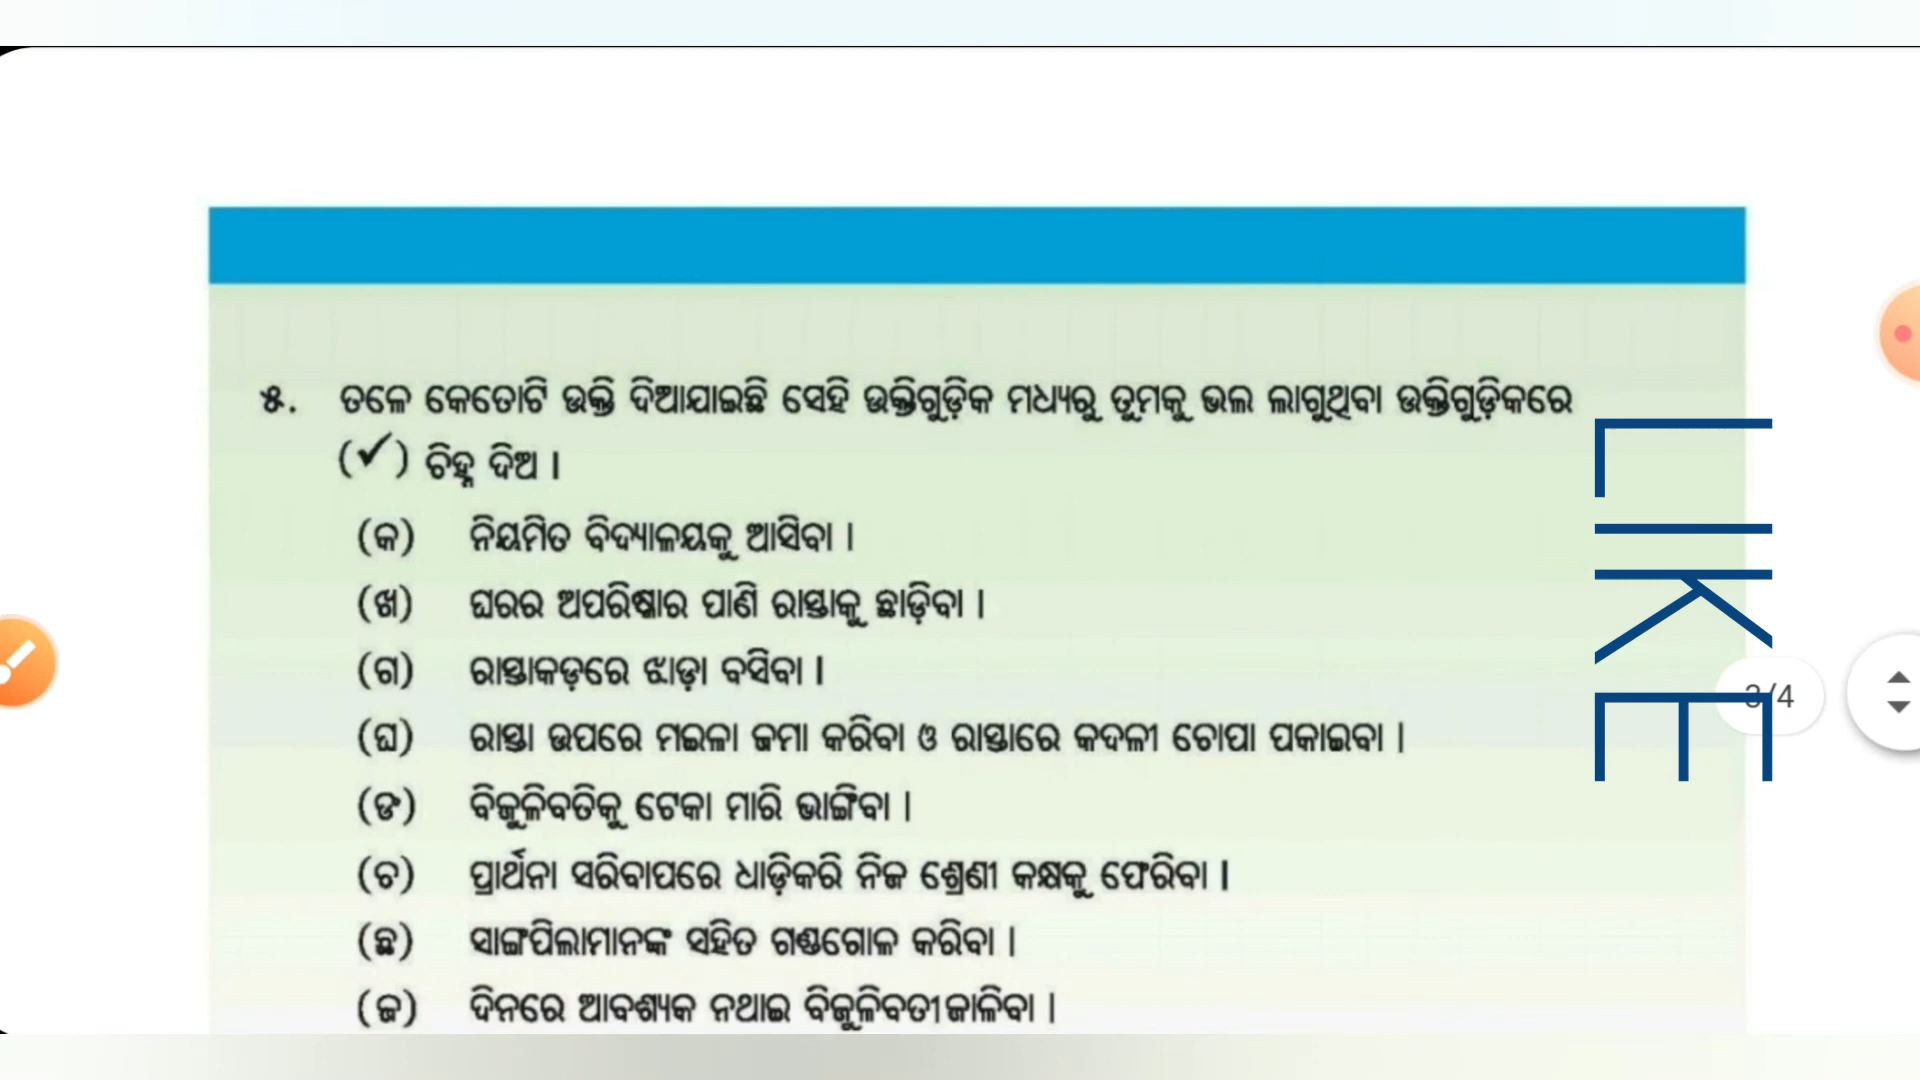 ୫. ତଳେ କେତୋଟି ଉକ୍ତି ଦିଆଯାଇଛି ସେହି ଉକ୍ତିଗୁଡ଼ିକ ମଧ୍ୟରୁ ତୁମକୁ ଭଲ ଲାଗୁଥିବା ଉକ୍ତିଗୁଡ଼ିକରେ
(✓) ଚିହ୍ନ ଦିଅ ।
(କ) ନିୟମିତ ବିଦ୍ୟାଳୟକୁ ଆସିବା ।
(ଖ) ଘରର ଅପରିଷ୍କାର ପାଣି ରାସ୍ତାକୁ ଛାଡ଼ିବା ।
(ଗ) ରାସ୍ତାକଡ଼ରେ ଝାଡ଼ା ବସିବା ।
(ଘ) ରାସ୍ତା ଉପରେ ମଇଳା ଜମା କରିବା ଓ ରାସ୍ତାରେ କଦଳୀ ଚୋପା ପକାଇବା ।
(ଙ) ବିଜୁଳିବତିକୁ ଟେକା ମାରି ଭାଙ୍ଗିବା ।
(ଚ) ପ୍ରାର୍ଥନା ସରିବାପରେ ଧାଡ଼ିକରି ନିଜ ଶ୍ରେଣୀ କକ୍ଷକୁ ଫେରିବା ।
(ଛ) ସାଙ୍ଗପିଲାମାନଙ୍କ ସହିତ ଗଣ୍ଡଗୋଳ କରିବା ।
(ଜ) ଦିନରେ ଆବଶ୍ୟକ ନଥାଇ ବିଜୁଳିବତୀ ଜାଳିବା ।
LIKE
3/4